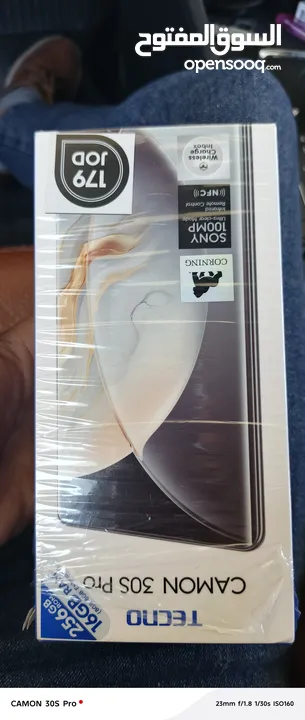 السوق المفتوح
opensooq.com
TECNO
CAMON 30S Pro
256GB
16GB RAM
CORNING
SONY
100MP
Ultra-clear Mode
Infrared
Remote Control
NFC
Wireless
Charge
Inbox
179
JOD
CAMON 30S Pro
23mm f/1.8 1/30s ISO160